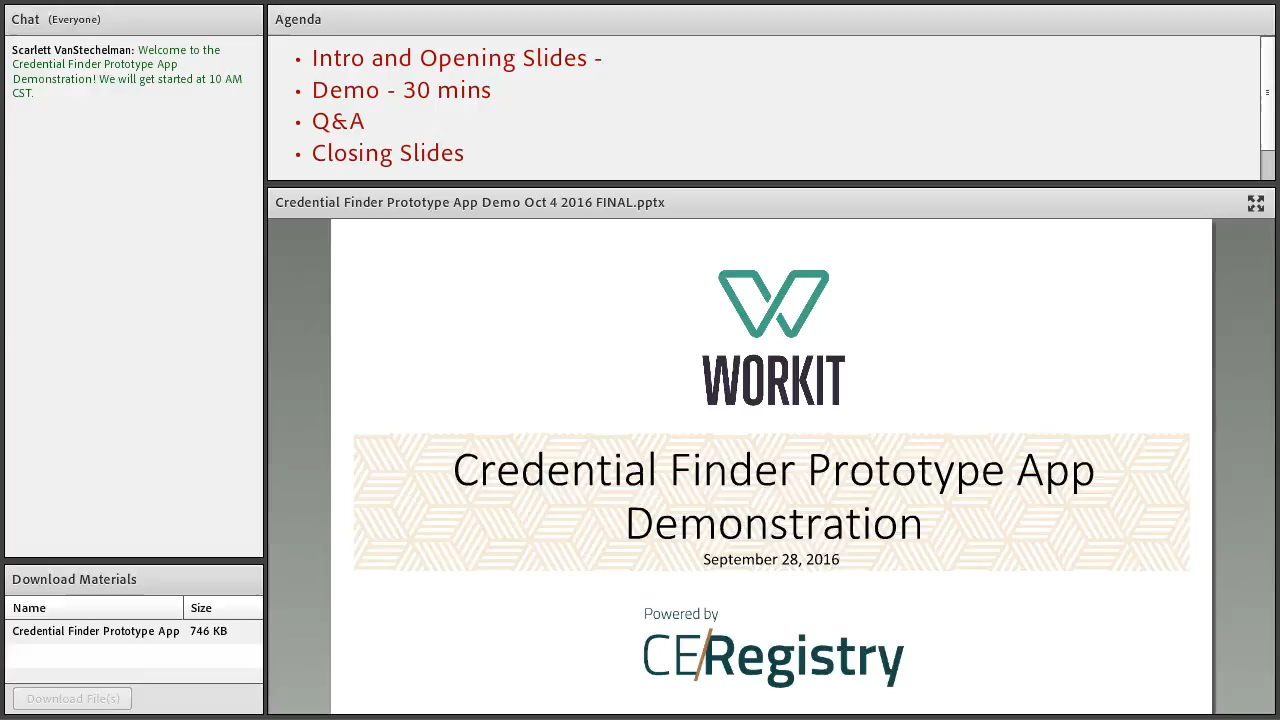 Chat (Everyone)
Scarlett VanStechelman: Welcome to the
Credential Finder Prototype App
Demonstration! We will get started at 10 AM
CST.
Download Materials
Name Size
Credential Finder Prototype App 746 KB
Download File(s)
Agenda
• Intro and Opening Slides -
• Demo - 30 mins
• Q&A
• Closing Slides
Credential Finder Prototype App Demo Oct 4 2016 FINAL.pptx
WORKIT
Credential Finder Prototype App
Demonstration
September 28, 2016
Powered by
CE/Registry